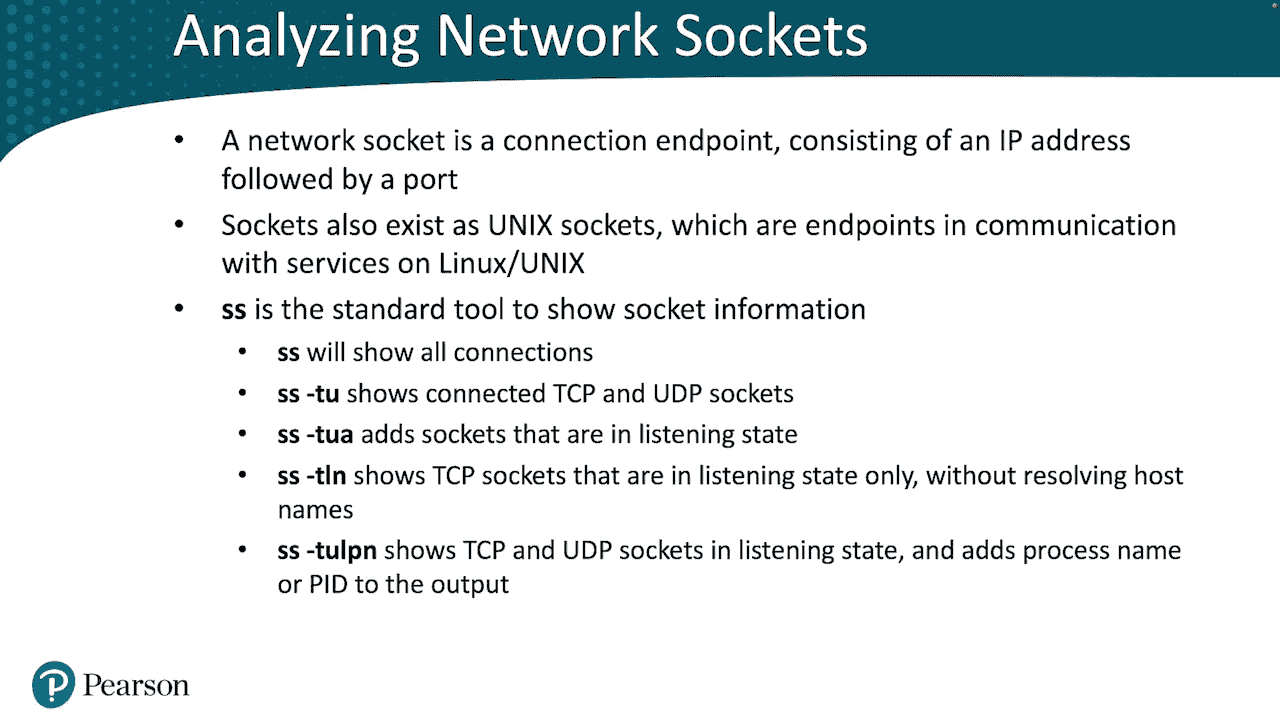 Analyzing Network Sockets
• A network socket is a connection endpoint, consisting of an IP address
followed by a port
• Sockets also exist as UNIX sockets, which are endpoints in communication
with services on Linux/UNIX
• ss is the standard tool to show socket information
• ss will show all connections
• ss -tu shows connected TCP and UDP sockets
• ss -tua adds sockets that are in listening state
• ss -tln shows TCP sockets that are in listening state only, without resolving host
names
• ss -tulpn shows TCP and UDP sockets in listening state, and adds process name
or PID to the output
Pearson